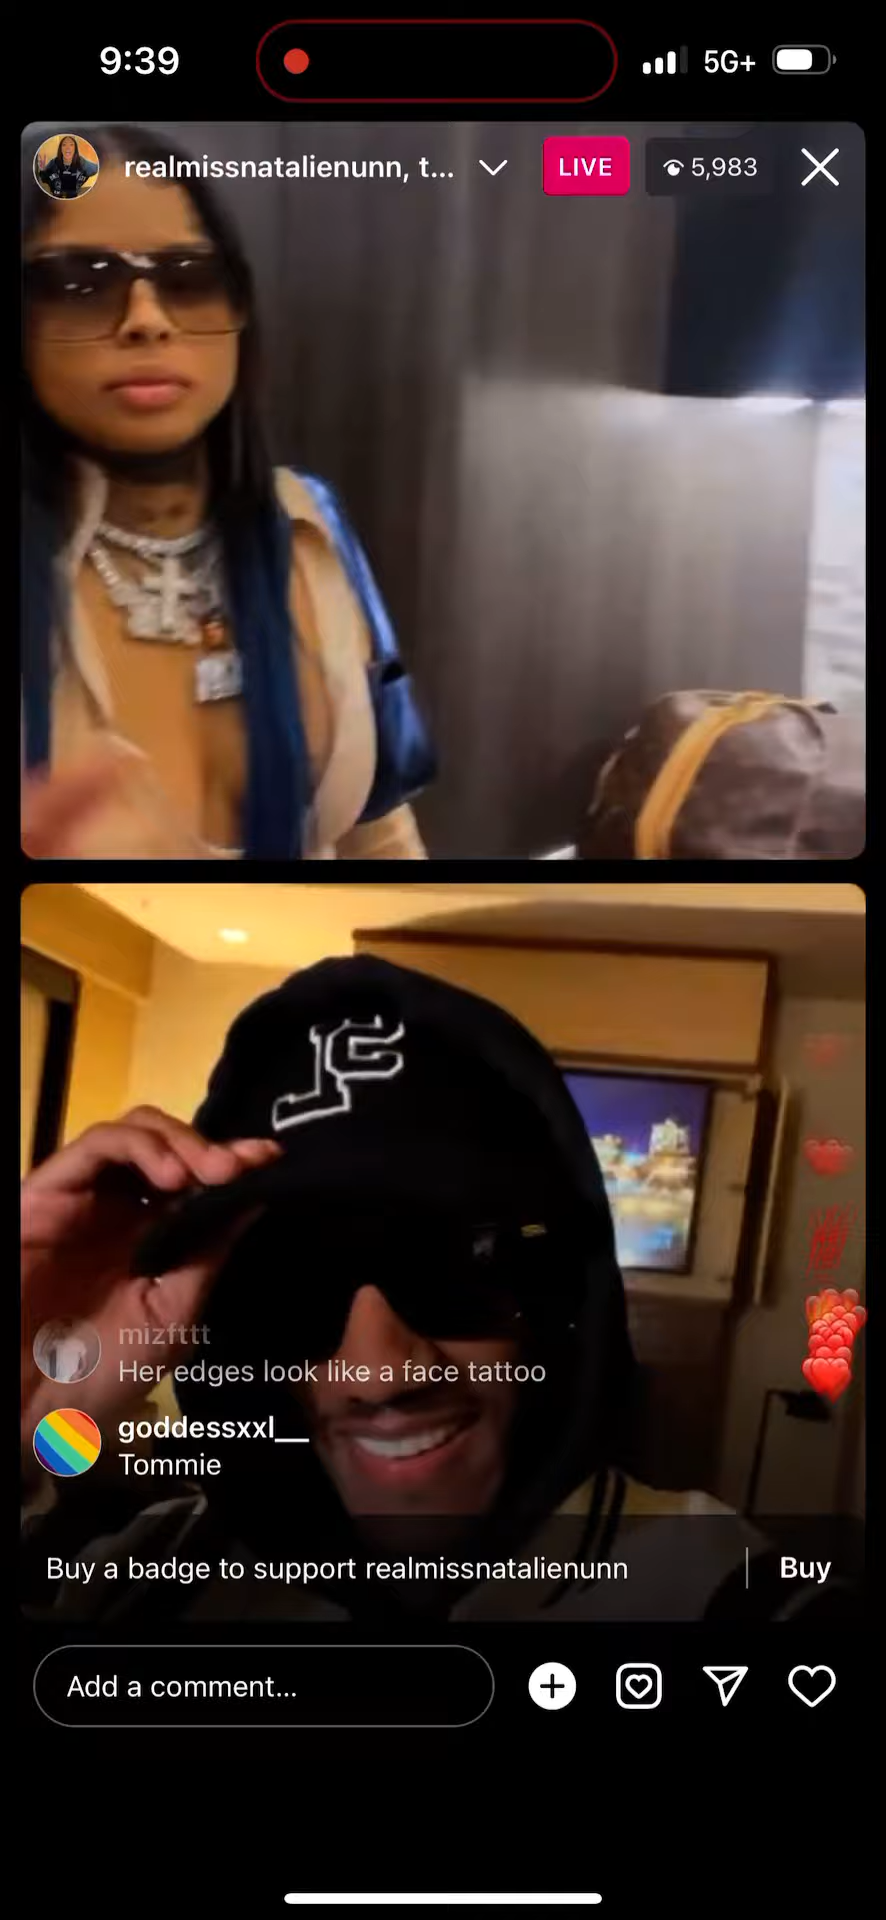 9:39
5G+
realmissnatalienunn, t...
LIVE
5,983
JC
mizfttt
Her edges look like a face tattoo
goddessxxl__
Tommie
Buy a badge to support realmissnatalienunn
Buy
Add a comment...